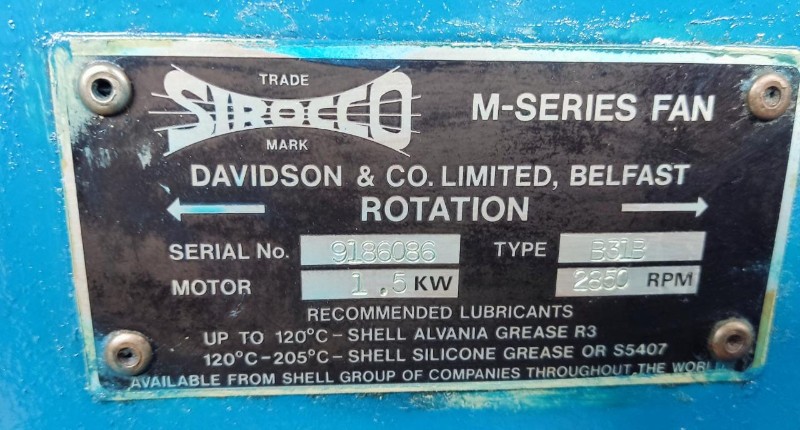 TRADE
SIROCCO
MARK
M-SERIES FAN
DAVIDSON & CO. LIMITED, BELFAST
ROTATION
SERIAL No. 9186086 TYPE B31B
MOTOR 1,5 KW 2850 RPM
RECOMMENDED LUBRICANTS
UP TO 120°C – SHELL ALVANIA GREASE R3
120°C–205°C – SHELL SILICONE GREASE OR S5407
AVAILABLE FROM SHELL GROUP OF COMPANIES THROUGHOUT THE WORLD